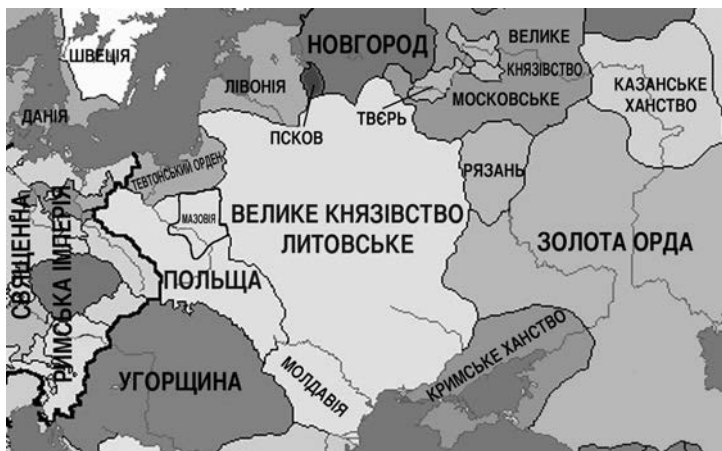 ШВЕЦІЯ
НОВГОРОД
ВЕЛИКЕ
КНЯЗІВСТВО
МОСКОВСЬКЕ
ЛІВОНІЯ
КАЗАНСЬКЕ
ХАНСТВО
ДАНІЯ
ПСКОВ
ТВЄРЬ
ТЕВТОНСЬКИЙ ОРДЕН
РЯЗАНЬ
МАЗОВІЯ
ВЕЛИКЕ КНЯЗІВСТВО
ЛИТОВСЬКЕ
ЗОЛОТА ОРДА
СВЯЩЕННА
РИМСЬКА ІМПЕРІЯ
ПОЛЬЩА
УГОРЩИНА
МОЛДАВІЯ
КРИМСЬКЕ ХАНСТВО